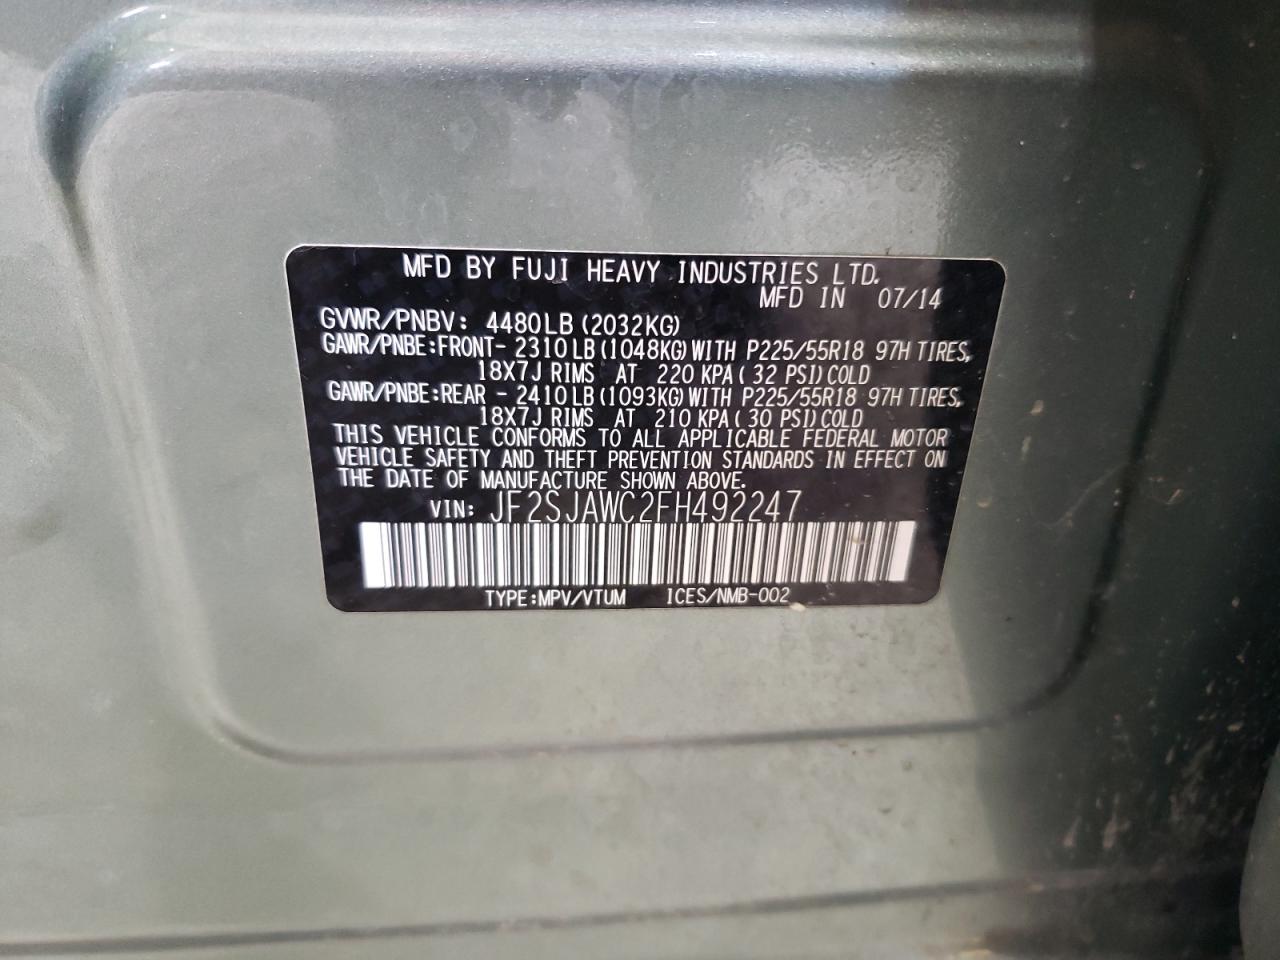 MFD BY FUJI HEAVY INDUSTRIES LTD.
MFD IN 07/14
GVWR/PNBV: 4480LB(2032KG)
GAWR/PNBE:FRONT- 2310LB(1048KG)WITH P225/55R18 97H TIRES,
18X7J RIMS AT 220 KPA(32 PSI)COLD
GAWR/PNBE:REAR - 2410LB(1093KG)WITH P225/55R18 97H TIRES,
18X7J RIMS AT 210 KPA(30 PSI)COLD
THIS VEHICLE CONFORMS TO ALL APPLICABLE FEDERAL MOTOR
VEHICLE SAFETY AND THEFT PREVENTION STANDARDS IN EFFECT ON
THE DATE OF MANUFACTURE SHOWN ABOVE.
VIN: JF2SJAWC2FH492247
TYPE:MPV/VTUM ICES/NMB-002